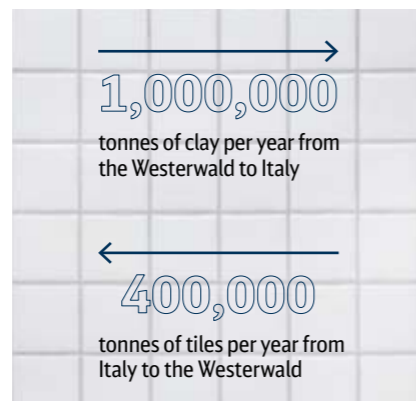 1,000,000
tonnes of clay per year from
the Westerwald to Italy
400,000
tonnes of tiles per year from
Italy to the Westerwald